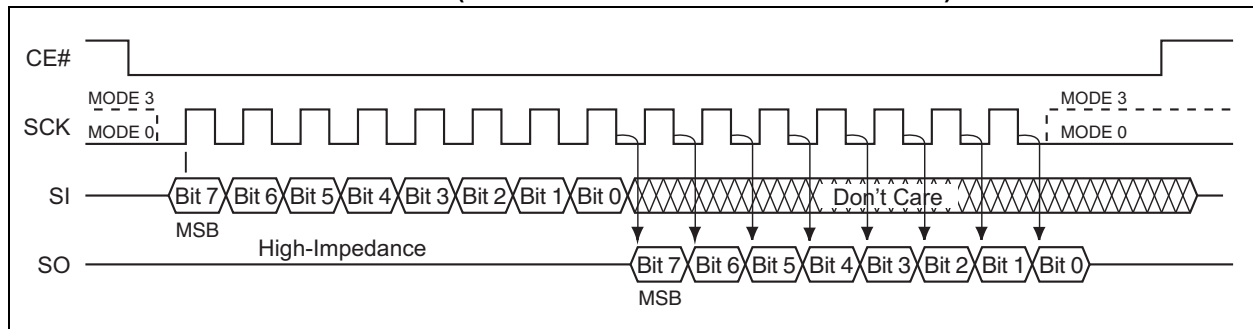 CE#
MODE 3 MODE 3
SCK MODE 0 MODE 0
SI Bit 7 Bit 6 Bit 5 Bit 4 Bit 3 Bit 2 Bit 1 Bit 0 Don't Care
MSB
High-Impedance
SO Bit 7 Bit 6 Bit 5 Bit 4 Bit 3 Bit 2 Bit 1 Bit 0
MSB